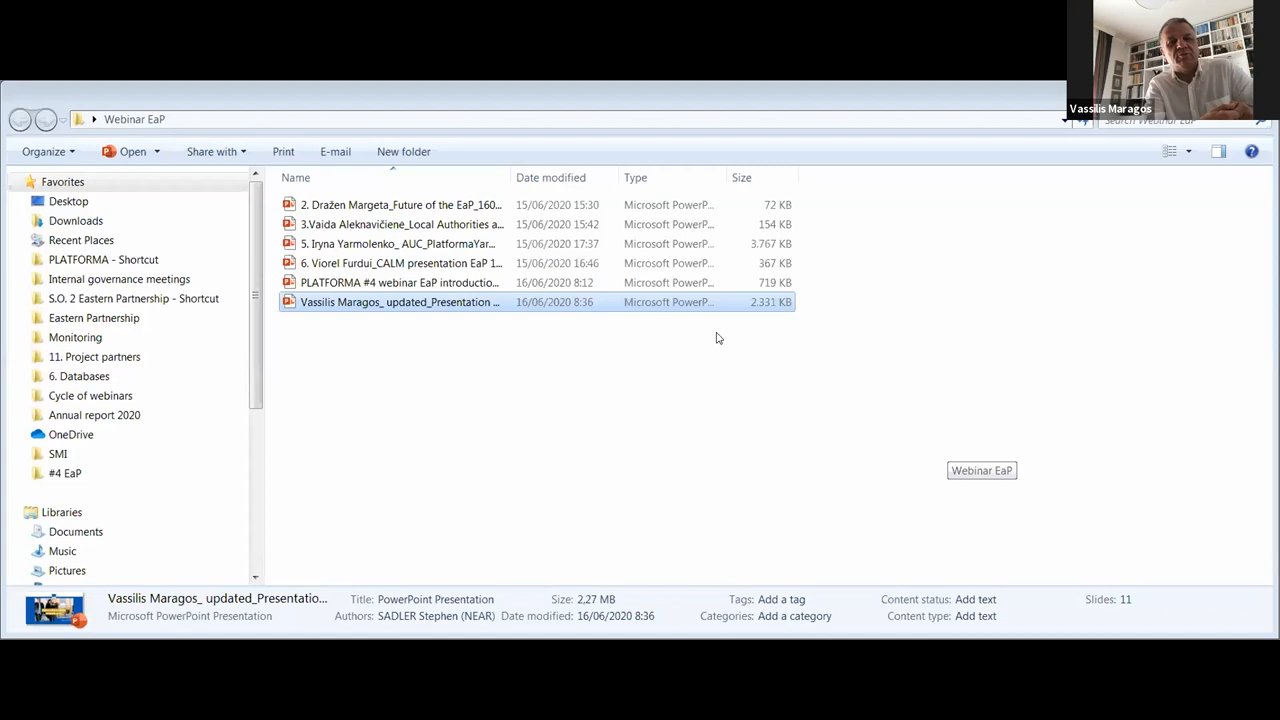 Vassilis Maragos
Webinar EaP
Search Webinar EaP
Organize
Open
Share with
Print
E-mail
New folder
Name
Date modified
Type
Size
2. Dražen Margeta_Future of the EaP_160... 15/06/2020 15:30 Microsoft PowerP... 72 KB
3.Vaida Aleknavičienė_Local Authorities a... 15/06/2020 15:42 Microsoft PowerP... 154 KB
5. Iryna Yarmolenko_ AUC_PlatformaYar... 15/06/2020 17:37 Microsoft PowerP... 3.767 KB
6. Viorel Furdui_CALM presentation EaP 1... 15/06/2020 16:46 Microsoft PowerP... 367 KB
PLATFORMA #4 webinar EaP introductio... 16/06/2020 8:12 Microsoft PowerP... 719 KB
Vassilis Maragos_ updated_Presentation ... 16/06/2020 8:36 Microsoft PowerP... 2.331 KB
Favorites
Desktop
Downloads
Recent Places
PLATFORMA - Shortcut
Internal governance meetings
S.O. 2 Eastern Partnership - Shortcut
Eastern Partnership
Monitoring
11. Project partners
6. Databases
Cycle of webinars
Annual report 2020
OneDrive
SMI
#4 EaP
Libraries
Documents
Music
Pictures
Webinar EaP
Vassilis Maragos_ updated_Presentatio... Title: PowerPoint Presentation Size: 2,27 MB Tags: Add a tag Content status: Add text Slides: 11
Microsoft PowerPoint Presentation Authors: SADLER Stephen (NEAR) Date modified: 16/06/2020 8:36 Categories: Add a category Content type: Add text